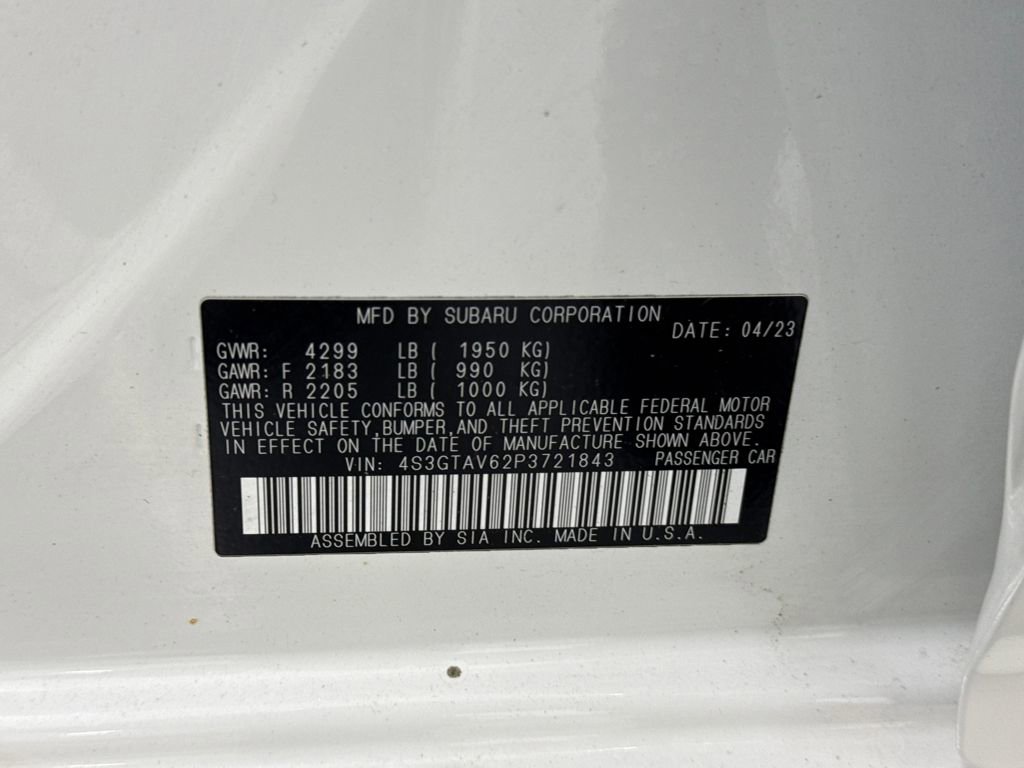 MFD BY SUBARU CORPORATION
DATE: 04/23
GVWR: 4299 LB ( 1950 KG)
GAWR: F 2183 LB ( 990 KG)
GAWR: R 2205 LB ( 1000 KG)
THIS VEHICLE CONFORMS TO ALL APPLICABLE FEDERAL MOTOR
VEHICLE SAFETY, BUMPER, AND THEFT PREVENTION STANDARDS
IN EFFECT ON THE DATE OF MANUFACTURE SHOWN ABOVE.
VIN: 4S3GTAV62P3721843 PASSENGER CAR
ASSEMBLED BY SIA INC. MADE IN U.S.A.